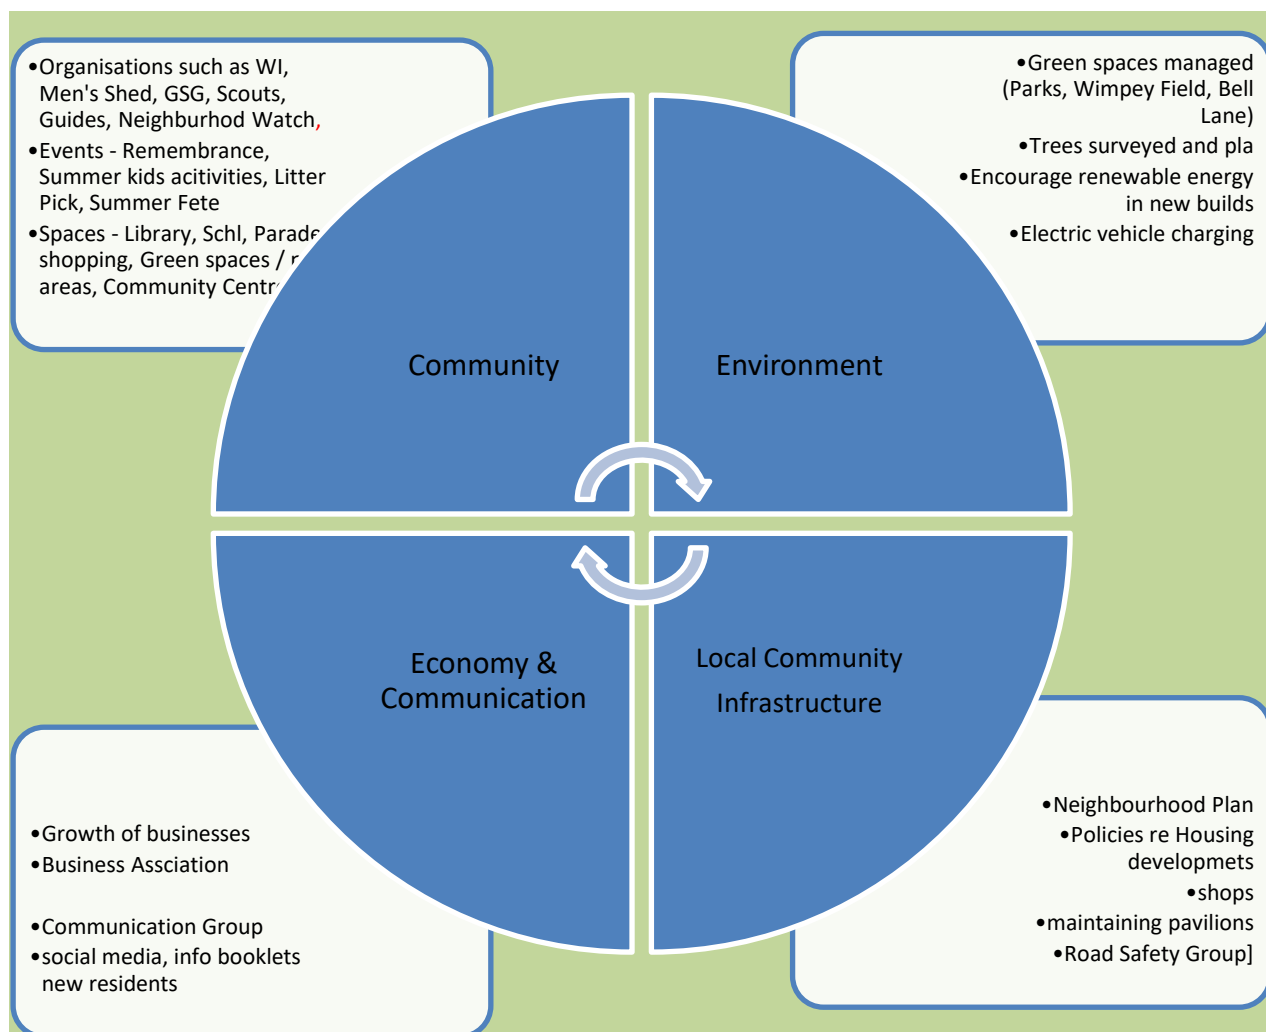 •Organisations such as WI,
Men's Shed, GSG, Scouts,
Guides, Neighburhod Watch,
•Events - Remembrance,
Summer kids acitivities, Litter
Pick, Summer Fete
•Spaces - Library, Schl, Parade
shopping, Green spaces /
areas, Community Centre
•Green spaces managed
(Parks, Wimpey Field, Bell
Lane)
•Trees surveyed and pla
•Encourage renewable energy
in new builds
•Electric vehicle charging
Community
Environment
Economy &
Communication
Local Community
Infrastructure
•Growth of businesses
•Business Assciation
•Communication Group
•social media, info booklets
new residents
•Neighbourhood Plan
•Policies re Housing
developmets
•shops
•maintaining pavilions
•Road Safety Group]